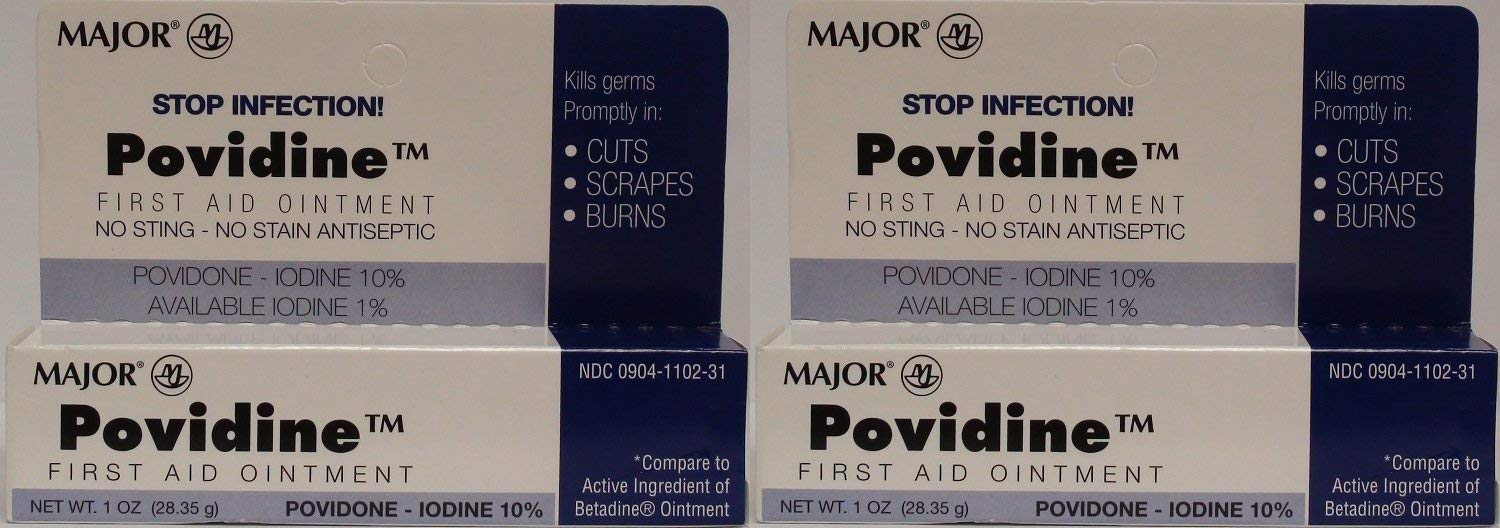 MAJOR®
STOP INFECTION!
Povidine™
FIRST AID OINTMENT
NO STING - NO STAIN ANTISEPTIC
POVIDONE - IODINE 10%
AVAILABLE IODINE 1%
Kills germs
Promptly in:
• CUTS
• SCRAPES
• BURNS
MAJOR®
Povidine™
FIRST AID OINTMENT
NET WT. 1 OZ (28.35 g) POVIDONE - IODINE 10%
NDC 0904-1102-31
*Compare to
Active Ingredient of
Betadine® Ointment
MAJOR®
STOP INFECTION!
Povidine™
FIRST AID OINTMENT
NO STING - NO STAIN ANTISEPTIC
POVIDONE - IODINE 10%
AVAILABLE IODINE 1%
Kills germs
Promptly in:
• CUTS
• SCRAPES
• BURNS
MAJOR®
Povidine™
FIRST AID OINTMENT
NET WT. 1 OZ (28.35 g) POVIDONE - IODINE 10%
NDC 0904-1102-31
*Compare to
Active Ingredient of
Betadine® Ointment